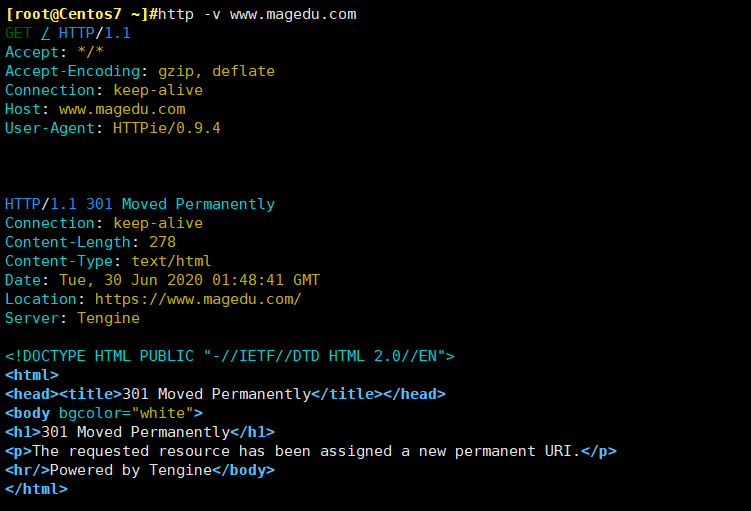 [root@Centos7 ~]#http -v www.magedu.com
GET / HTTP/1.1
Accept: */*
Accept-Encoding: gzip, deflate
Connection: keep-alive
Host: www.magedu.com
User-Agent: HTTPie/0.9.4
HTTP/1.1 301 Moved Permanently
Connection: keep-alive
Content-Length: 278
Content-Type: text/html
Date: Tue, 30 Jun 2020 01:48:41 GMT
Location: https://www.magedu.com/
Server: Tengine
<!DOCTYPE HTML PUBLIC "-//IETF//DTD HTML 2.0//EN">
<html>
<head><title>301 Moved Permanently</title></head>
<body bgcolor="white">
<h1>301 Moved Permanently</h1>
<p>The requested resource has been assigned a new permanent URI.</p>
<hr/>Powered by Tengine</body>
</html>